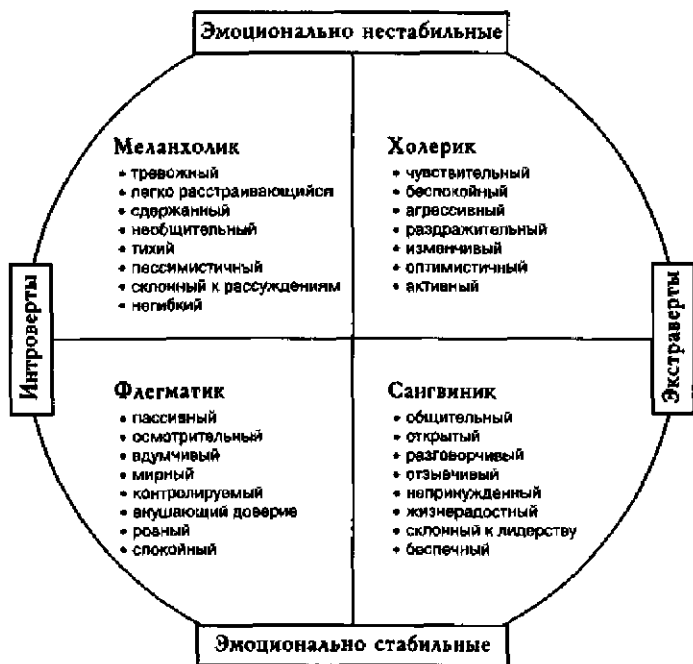 Эмоционально нестабильные
Меланхолик
• тревожный
• легко расстраивающийся
• сдержанный
• необщительный
• тихий
• пессимистичный
• склонный к рассуждениям
• негибкий
Холерик
• чувствительный
• беспокойный
• агрессивный
• раздражительный
• изменчивый
• оптимистичный
• активный
Интроверты
Экстраверты
Флегматик
• пассивный
• осмотрительный
• вдумчивый
• мирный
• контролируемый
• внушающий доверие
• ровный
• спокойный
Сангвиник
• общительный
• открытый
• разговорчивый
• отзывчивый
• непринужденный
• жизнерадостный
• склонный к лидерству
• беспечный
Эмоционально стабильные